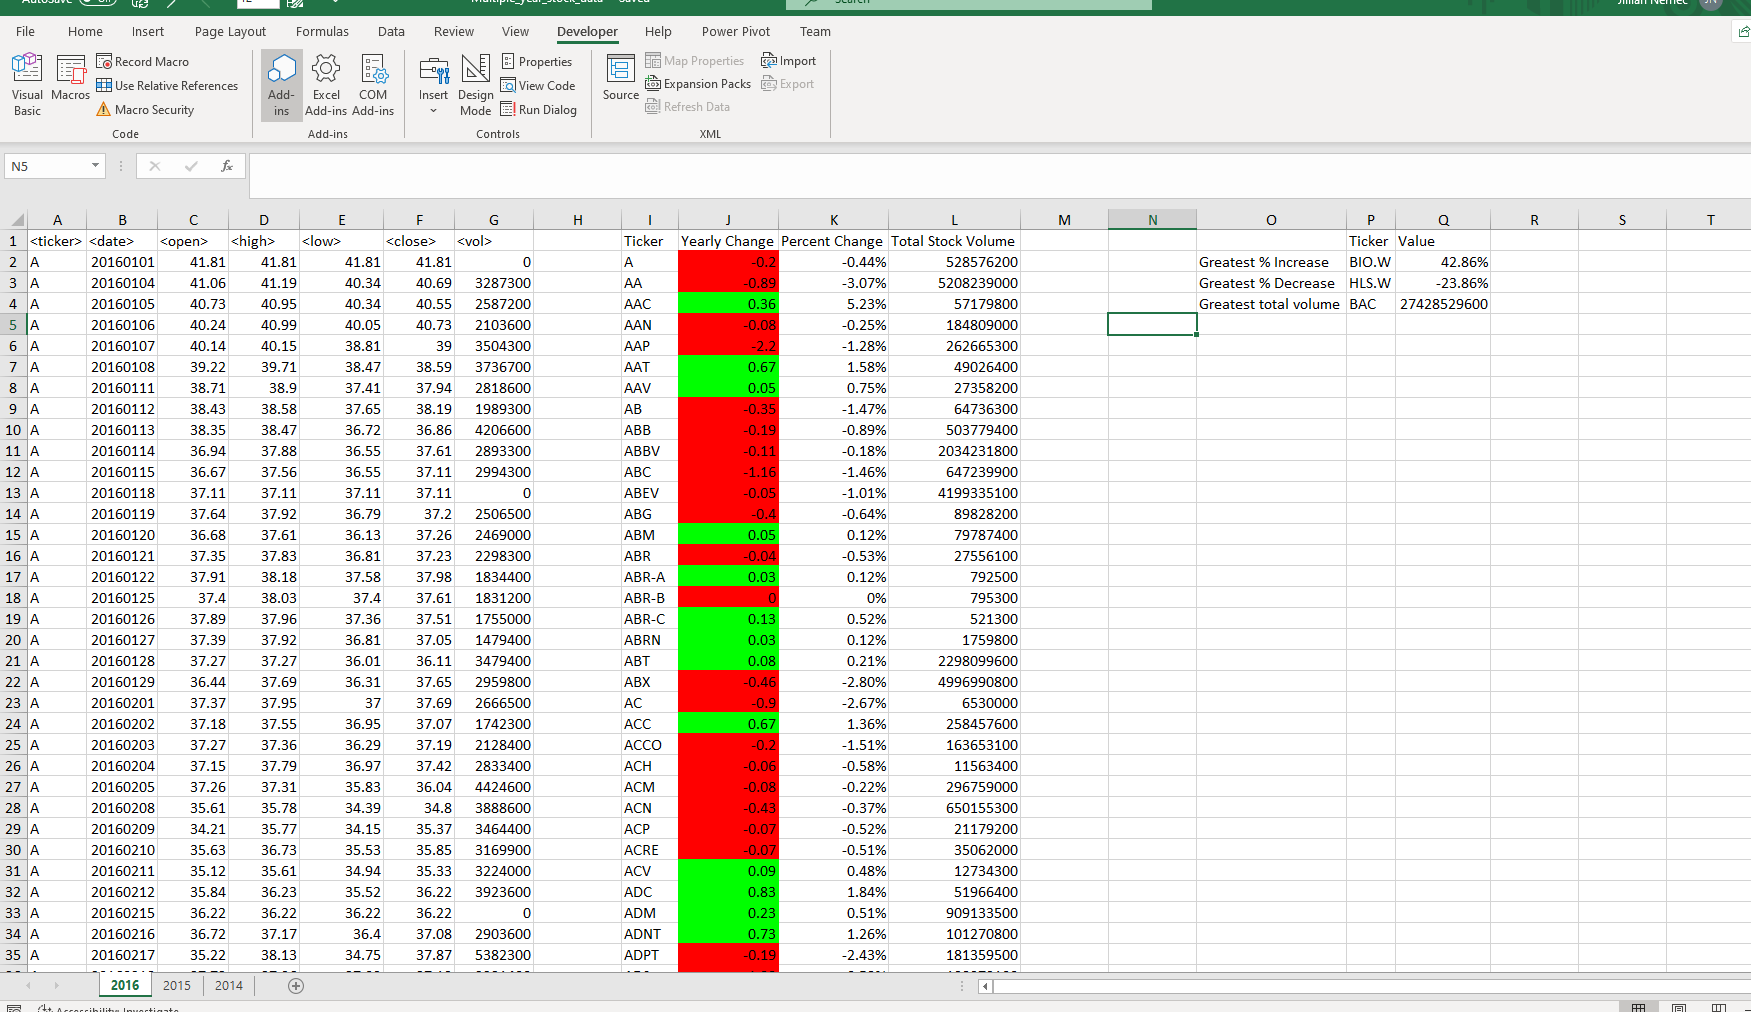 AutoSave Off Multiple_year_stock_data - Saved Search Jillian Nemec JN
File Home Insert Page Layout Formulas Data Review View Developer Help Power Pivot Team
Visual Basic
Macros
Record Macro
Use Relative References
Macro Security
Code
Add-ins
Excel Add-ins
COM Add-ins
Add-ins
Insert
Design Mode
Properties
View Code
Run Dialog
Controls
Source
Map Properties
Expansion Packs
Refresh Data
Import
Export
XML
N5 fx
A B C D E F G H I J K L M N O P Q R S T
1 <ticker> <date> <open> <high> <low> <close> <vol> Ticker Yearly Change Percent Change Total Stock Volume Ticker Value
2 A 20160101 41.81 41.81 41.81 41.81 0 A -0.2 -0.44% 528576200 Greatest % Increase BIO.W 42.86%
3 A 20160104 41.06 41.19 40.34 40.69 3287300 AA -0.89 -3.07% 5208239000 Greatest % Decrease HLS.W -23.86%
4 A 20160105 40.73 40.95 40.34 40.55 2587200 AAC 0.36 5.23% 57179800 Greatest total volume BAC 27428529600
5 A 20160106 40.24 40.99 40.05 40.73 2103600 AAN -0.08 -0.25% 184809000
6 A 20160107 40.14 40.15 38.81 39 3504300 AAP -2.2 -1.28% 262665300
7 A 20160108 39.22 39.71 38.47 38.59 3736700 AAT 0.67 1.58% 49026400
8 A 20160111 38.71 38.9 37.41 37.94 2818600 AAV 0.05 0.75% 27358200
9 A 20160112 38.43 38.58 37.65 38.19 1989300 AB -0.35 -1.47% 64736300
10 A 20160113 38.35 38.47 36.72 36.86 4206600 ABB -0.19 -0.89% 503779400
11 A 20160114 36.94 37.88 36.55 37.61 2893300 ABBV -0.11 -0.18% 2034231800
12 A 20160115 36.67 37.56 36.55 37.11 2994300 ABC -1.16 -1.46% 647239900
13 A 20160118 37.11 37.11 37.11 37.11 0 ABEV -0.05 -1.01% 4199335100
14 A 20160119 37.64 37.92 36.79 37.2 2506500 ABG -0.4 -0.64% 89828200
15 A 20160120 36.68 37.61 36.13 37.26 2469000 ABM 0.05 0.12% 79787400
16 A 20160121 37.35 37.83 36.81 37.23 2298300 ABR -0.04 -0.53% 27556100
17 A 20160122 37.91 38.18 37.58 37.98 1834400 ABR-A 0.03 0.12% 792500
18 A 20160125 37.4 38.03 37.4 37.61 1831200 ABR-B 0 0% 795300
19 A 20160126 37.89 37.96 37.36 37.51 1755000 ABR-C 0.13 0.52% 521300
20 A 20160127 37.39 37.92 36.81 37.05 1479400 ABRN 0.03 0.12% 1759800
21 A 20160128 37.27 37.27 36.01 36.11 3479400 ABT 0.08 0.21% 2298099600
22 A 20160129 36.44 37.69 36.31 37.65 2959800 ABX -0.46 -2.80% 4996990800
23 A 20160201 37.37 37.95 37 37.69 2666500 AC -0.9 -2.67% 6530000
24 A 20160202 37.18 37.55 36.95 37.07 1742300 ACC 0.67 1.36% 258457600
25 A 20160203 37.27 37.36 36.29 37.19 2128400 ACCO -0.2 -1.51% 163653100
26 A 20160204 37.15 37.79 36.97 37.42 2833400 ACH -0.06 -0.58% 11563400
27 A 20160205 37.26 37.31 35.83 36.04 4424600 ACM -0.08 -0.22% 296759000
28 A 20160208 35.61 35.78 34.39 34.8 3888600 ACN -0.43 -0.37% 650155300
29 A 20160209 34.21 35.77 34.15 35.37 3464400 ACP -0.07 -0.52% 21179200
30 A 20160210 35.63 36.73 35.53 35.85 3169900 ACRE -0.07 -0.51% 35062000
31 A 20160211 35.12 35.61 34.94 35.33 3224000 ACV 0.09 0.48% 12734300
32 A 20160212 35.84 36.23 35.52 36.22 3923600 ADC 0.83 1.84% 51966400
33 A 20160215 36.22 36.22 36.22 36.22 0 ADM 0.23 0.51% 909133500
34 A 20160216 36.72 37.17 36.4 37.08 2903600 ADNT 0.73 1.26% 101270800
35 A 20160217 35.22 38.13 34.75 37.87 5382300 ADPT -0.19 -2.43% 181359500
2016 2015 2014
Accessibility: Investigate